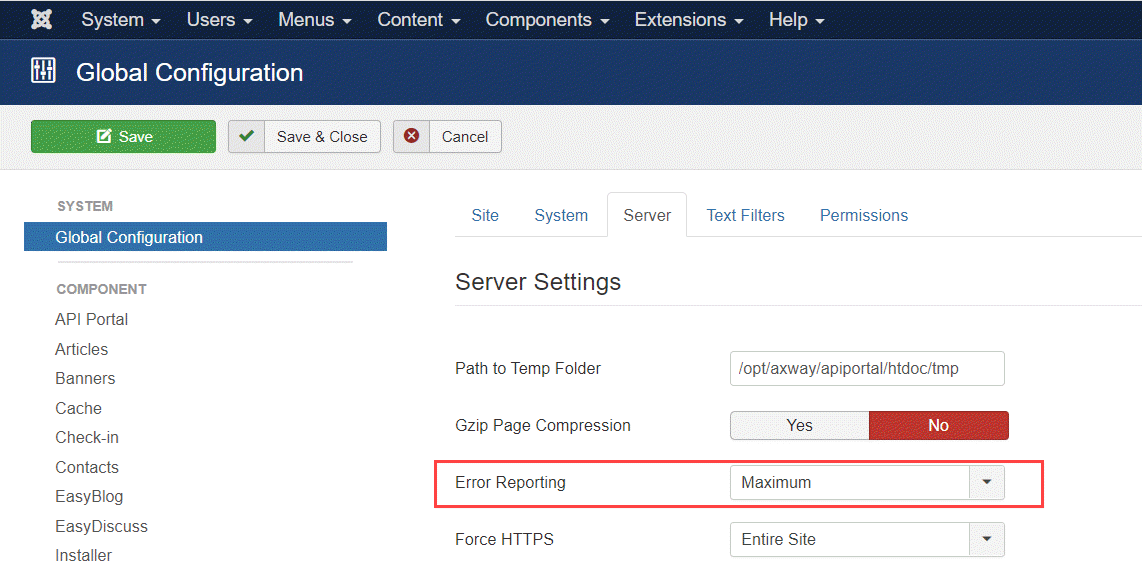 System Users Menus Content Components Extensions Help
Global Configuration
Save Save & Close Cancel
SYSTEM
Global Configuration
COMPONENT
API Portal
Articles
Banners
Cache
Check-in
Contacts
EasyBlog
EasyDiscuss
Installer
Site System Server Text Filters Permissions
Server Settings
Path to Temp Folder /opt/axway/apiportal/htdoc/tmp
Gzip Page Compression Yes No
Error Reporting Maximum
Force HTTPS Entire Site